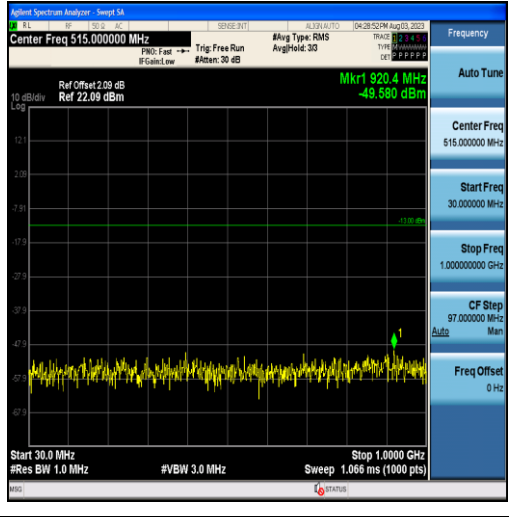 Agilent Spectrum Analyzer - Swept SA
RL RF 50 Ω AC SENSE:INT ALIGN AUTO 04:28:52 PM Aug 03, 2023
Center Freq 515.000000 MHz
PNO: Fast
IFGain:Low
Trig: Free Run
#Atten: 30 dB
#Avg Type: RMS
Avg|Hold: 3/3
TRACE 1 2 3 4 5 6
TYPE M
DET P P P P P P
Frequency
Auto Tune
Center Freq
515.000000 MHz
Start Freq
30.000000 MHz
Stop Freq
1.000000000 GHz
CF Step
97.000000 MHz
Auto Man
Freq Offset
0 Hz
Mkr1 920.4 MHz
-49.580 dBm
Ref Offset 2.09 dB
10 dB/div Ref 22.09 dBm
Log
12.1
2.09
-7.91
-13.00 dBm
-17.9
-27.9
-37.9
-47.9
1
-57.9
-67.9
Start 30.0 MHz Stop 1.0000 GHz
#Res BW 1.0 MHz #VBW 3.0 MHz Sweep 1.066 ms (1000 pts)
MSG STATUS